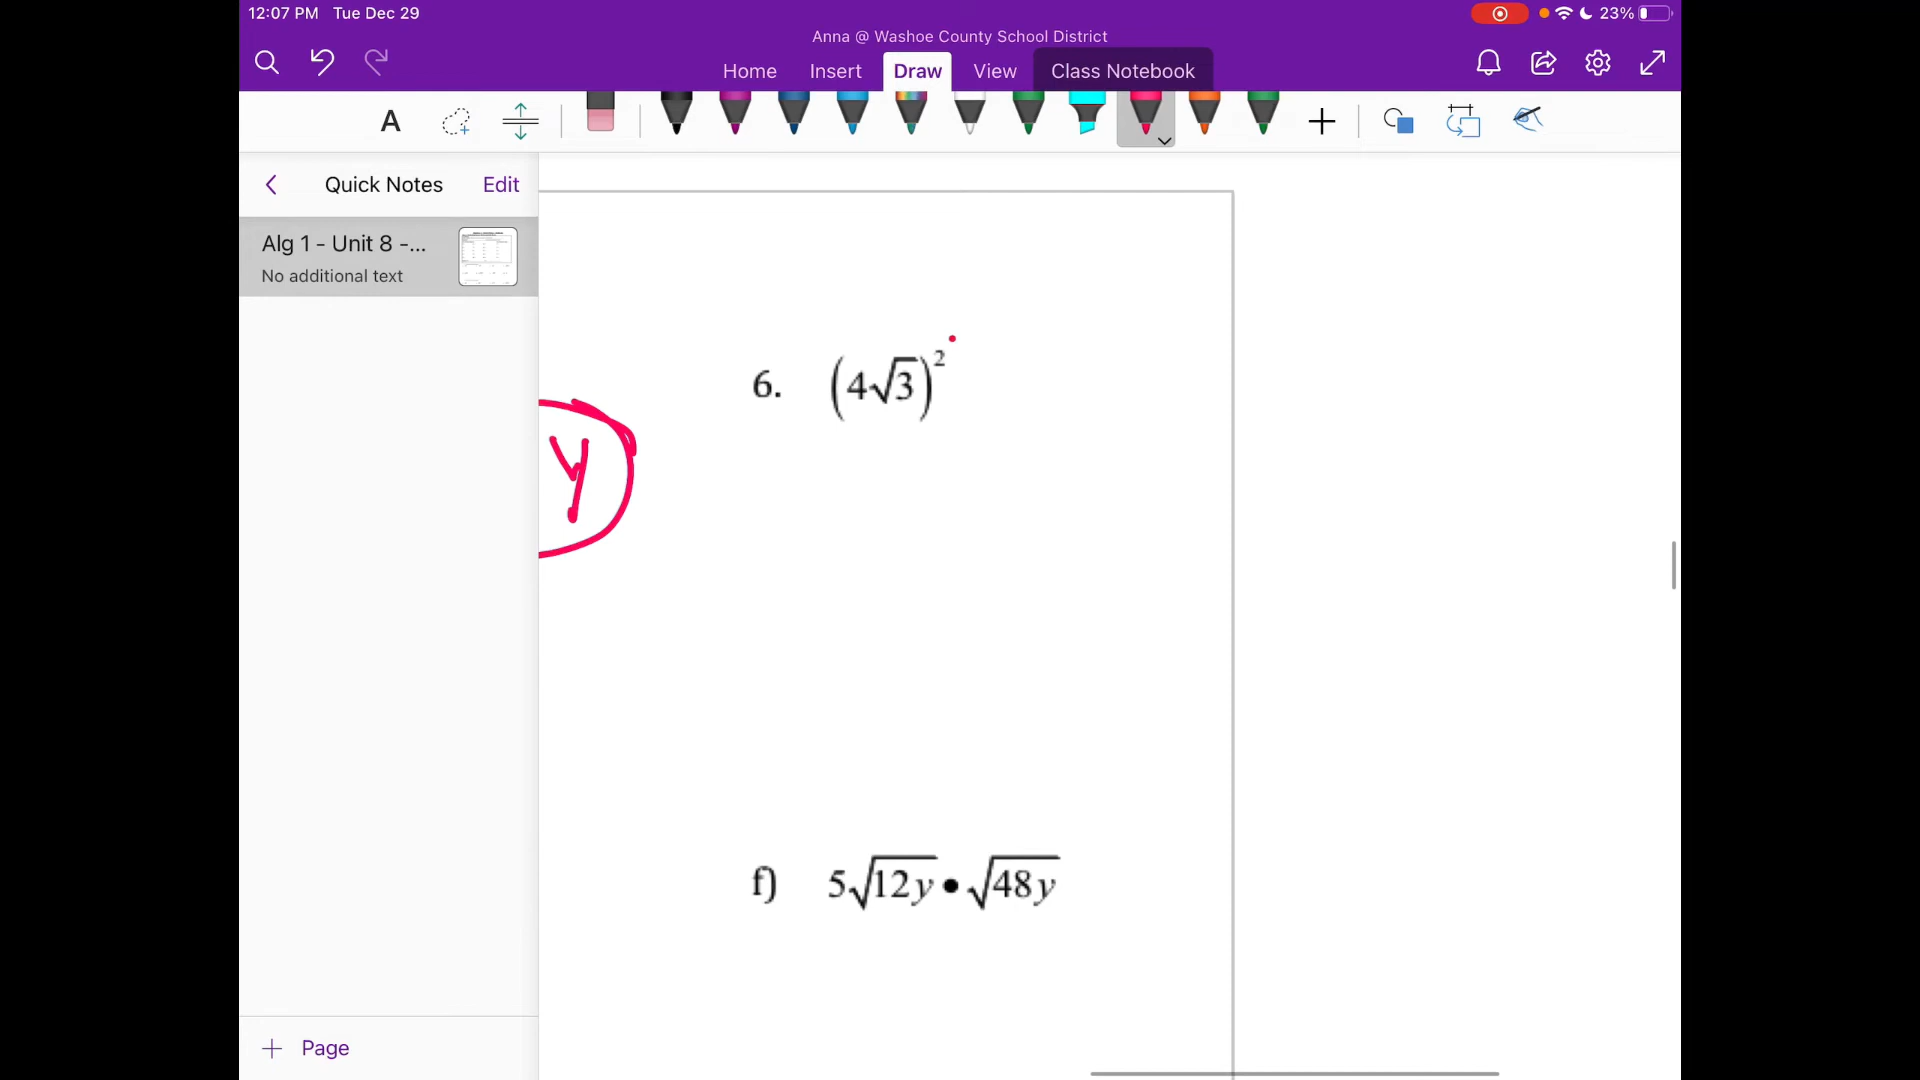 12:07 PM Tue Dec 29
23%
Anna @ Washoe County School District
Home Insert Draw View Class Notebook
A
Quick Notes Edit
Alg 1 - Unit 8 -...
No additional text
6. (4√3)²
y
f) 5√12y • √48y
+ Page